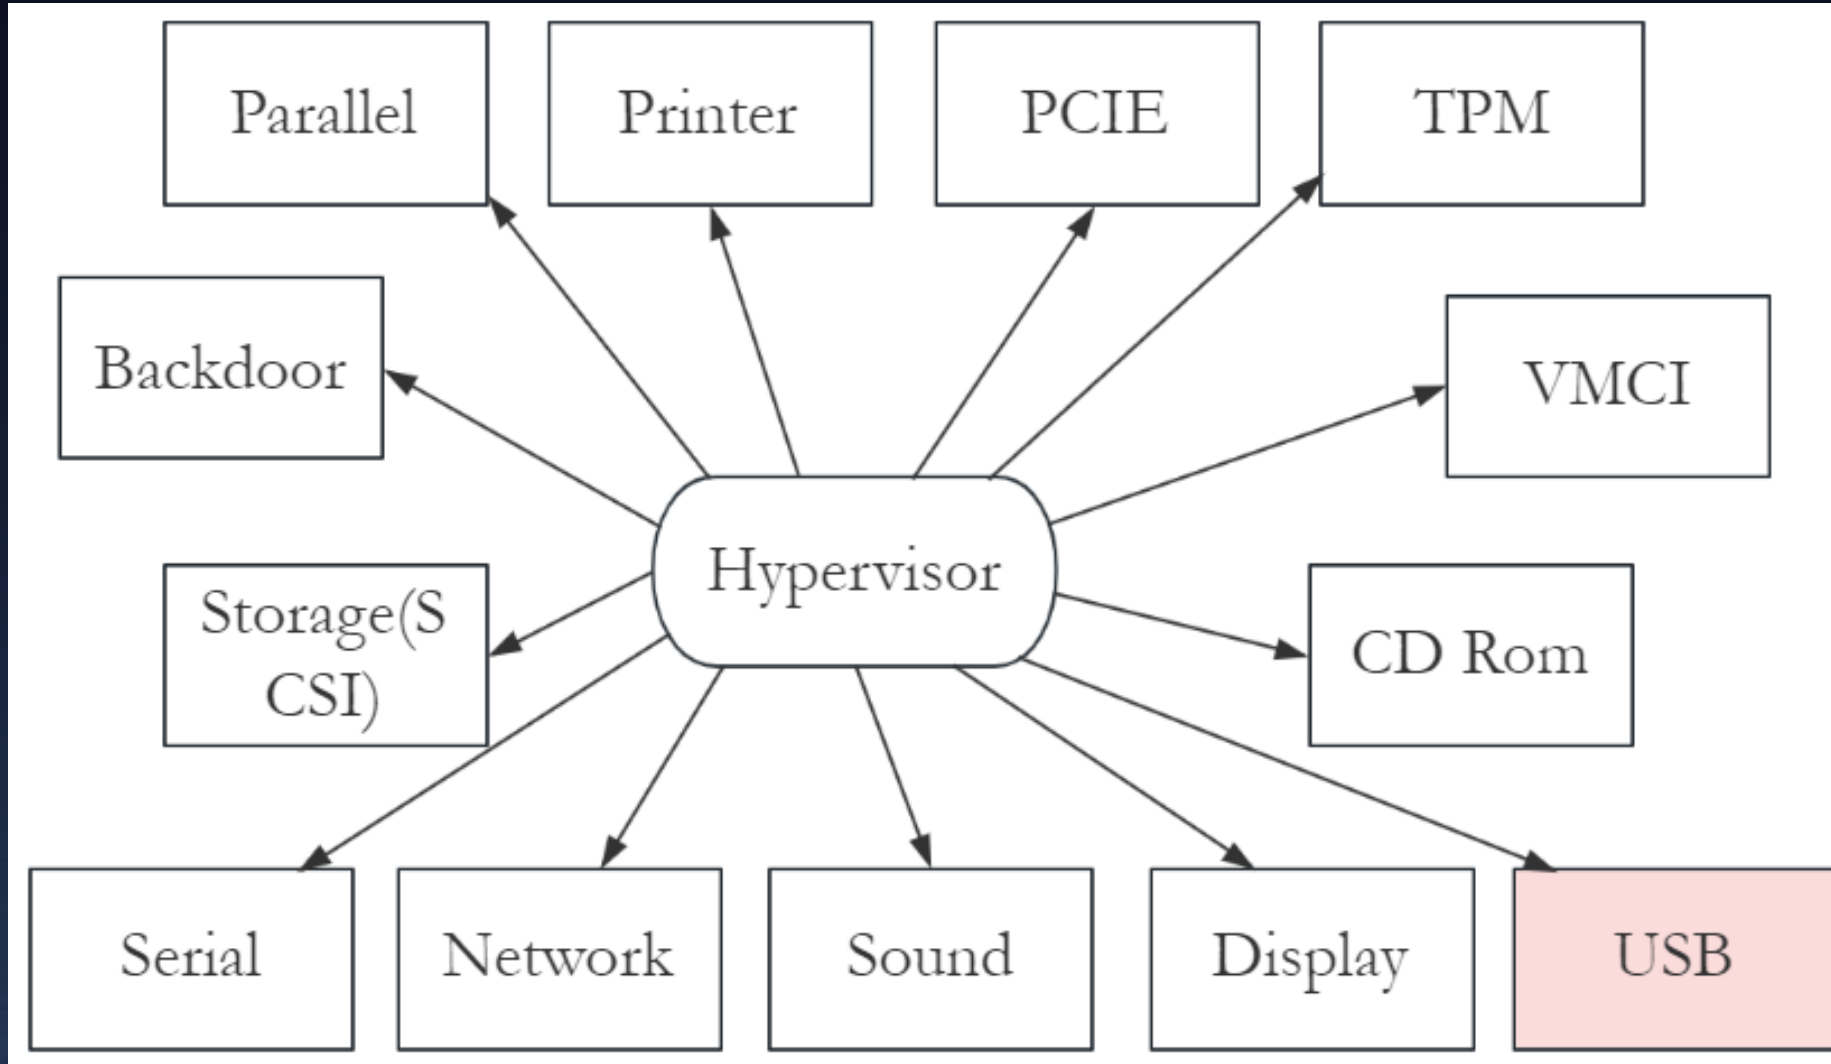 Parallel
Printer
PCIE
TPM
Backdoor
VMCI
Hypervisor
Storage(S
CSI)
CD Rom
Serial
Network
Sound
Display
USB